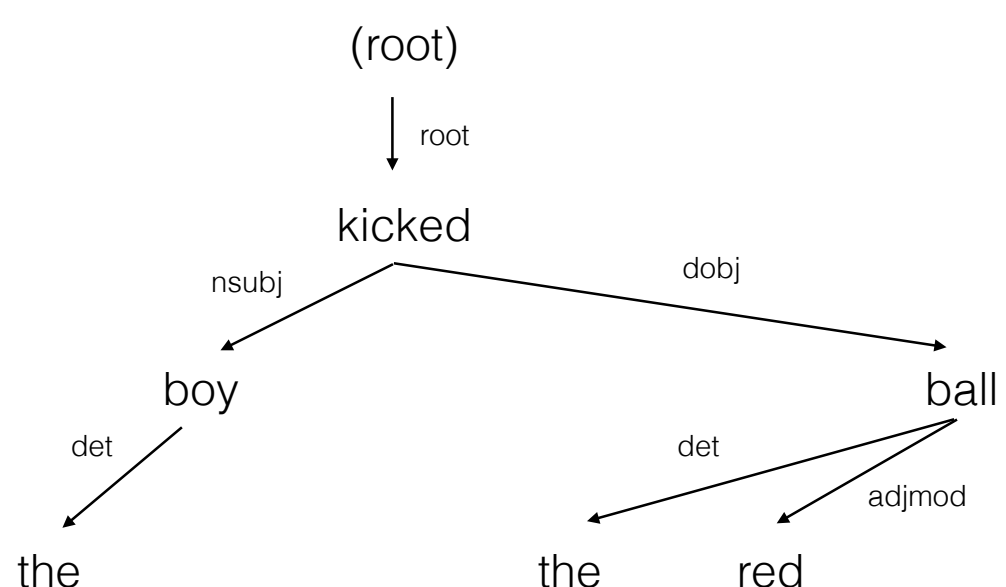 (root)
root
kicked
nsubj
dobj
boy
ball
det
det
adjmod
the
the
red